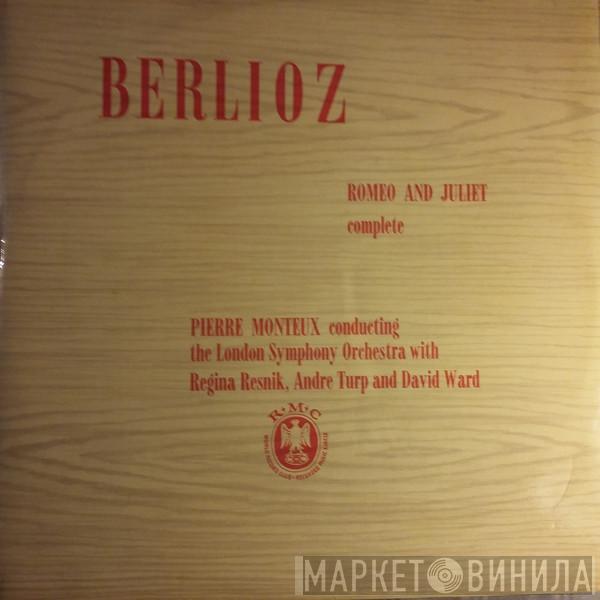 BERLIOZ
ROMEO AND JULIET
complete
PIERRE MONTEUX conducting
the London Symphony Orchestra with
Regina Resnik, Andre Turp and David Ward
R·M·C
МАРКЕТ ВИНИЛА